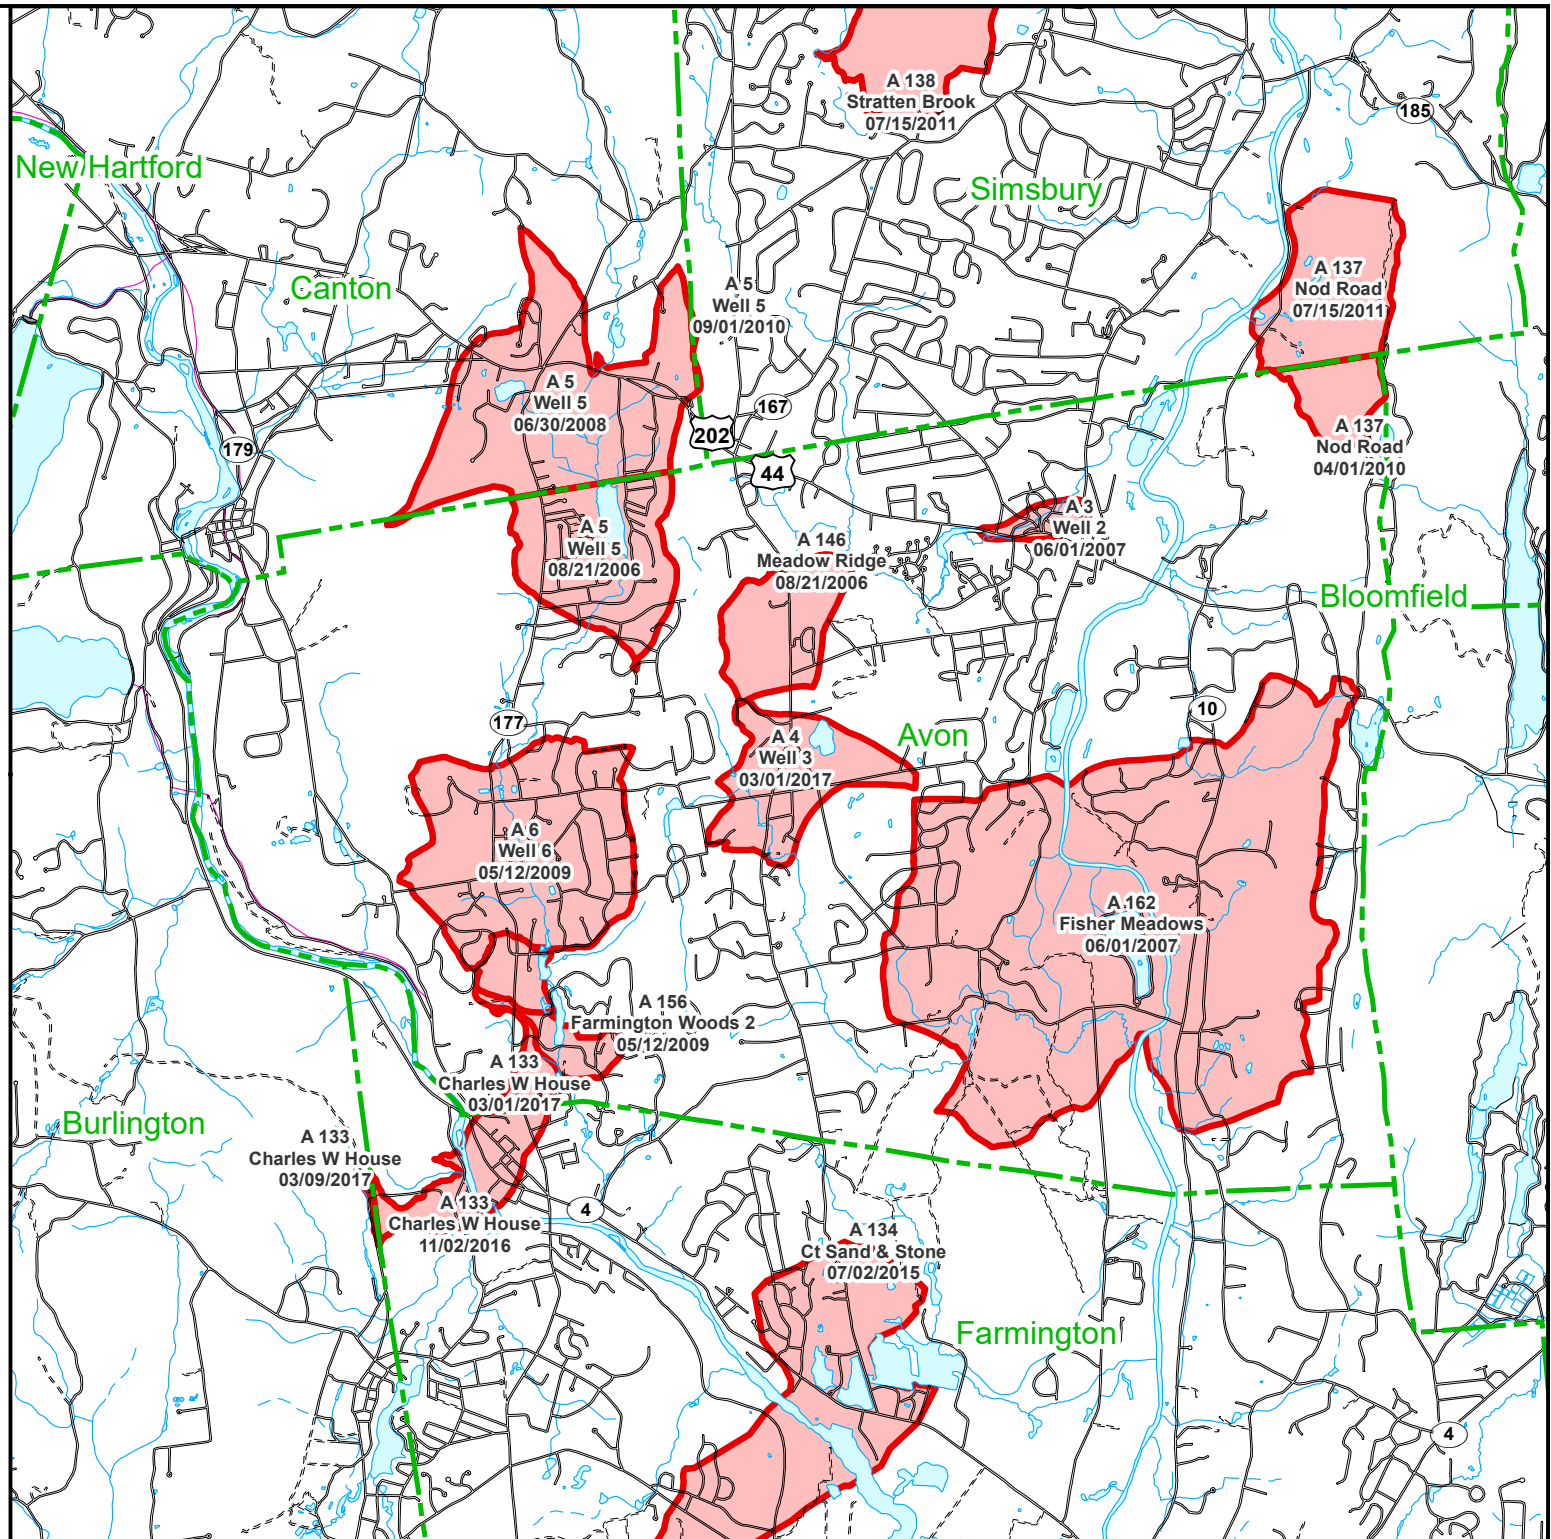 A 138
Stratten Brook
07/15/2011
185
New Hartford
Simsbury
A 137
Nod Road
07/15/2011
Canton
A 5
Well 5
09/01/2010
A 5
Well 5
06/30/2008
167
202
179
44
A 137
Nod Road
04/01/2010
A 3
Well 2
06/01/2007
A 5
Well 5
08/21/2006
A 146
Meadow Ridge
08/21/2006
Bloomfield
177
10
Avon
A 4
Well 3
03/01/2017
A 6
Well 6
05/12/2009
A 162
Fisher Meadows
06/01/2007
A 156
Farmington Woods 2
05/12/2009
A 133
Charles W House
03/01/2017
Burlington
A 133
Charles W House
03/09/2017
A 133
Charles W House
11/02/2016
4
A 134
Ct Sand & Stone
07/02/2015
Farmington
4